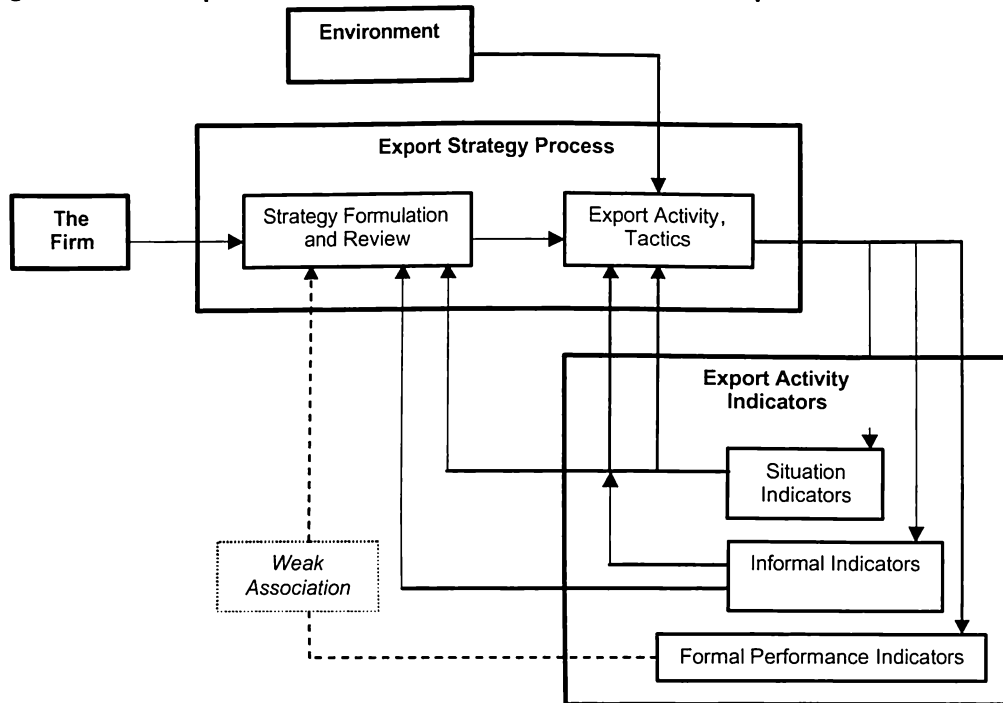 Environment
Export Strategy Process
The
Firm
Strategy Formulation
and Review
Export Activity,
Tactics
Export Activity
Indicators
Situation
Indicators
Weak
Association
Informal Indicators
Formal Performance Indicators